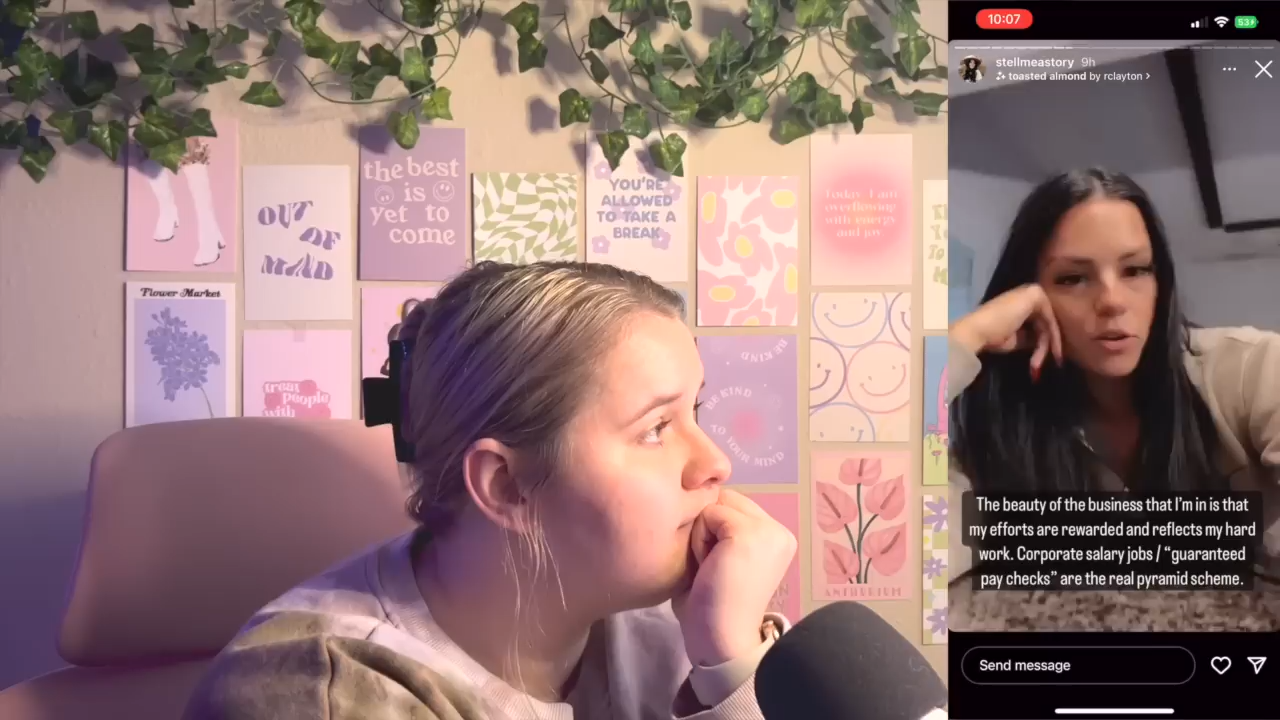 the best
is
yet to
come
OUT
OF
MAD
YOU'RE
ALLOWED
TO TAKE A
BREAK
Today, I am
overflowing
with energy
and joy
Flower Market
treat
people
with
BE KIND
BE KIND
TO YOUR MIND
ANTHURIUM
10:07
53
stellmeastory 9h
toasted almond by rclayton >
The beauty of the business that I'm in is that
my efforts are rewarded and reflects my hard
work. Corporate salary jobs / "guaranteed
pay checks" are the real pyramid scheme.
Send message